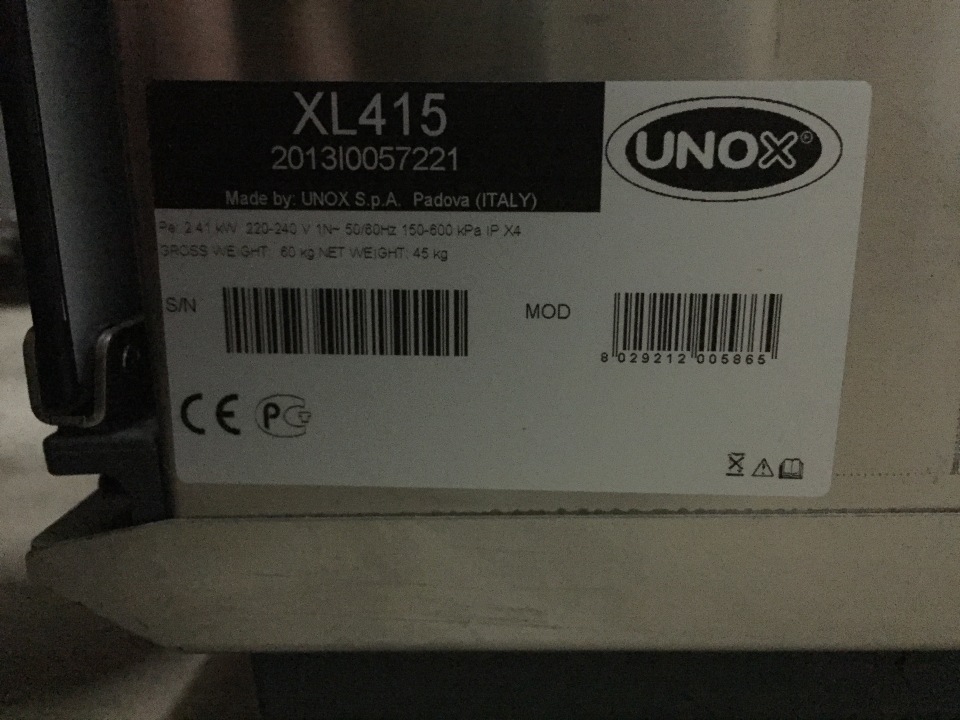 XL415
2013I0057221
Made by: UNOX S.p.A. Padova (ITALY)
UNOX®
Pe: 2.41 kW 220-240 V 1N~ 50/60Hz 150-600 kPa IP X4
GROSS WEIGHT: 60 kg NET WEIGHT: 45 kg
S/N
MOD
8 029212 005865
CE PG